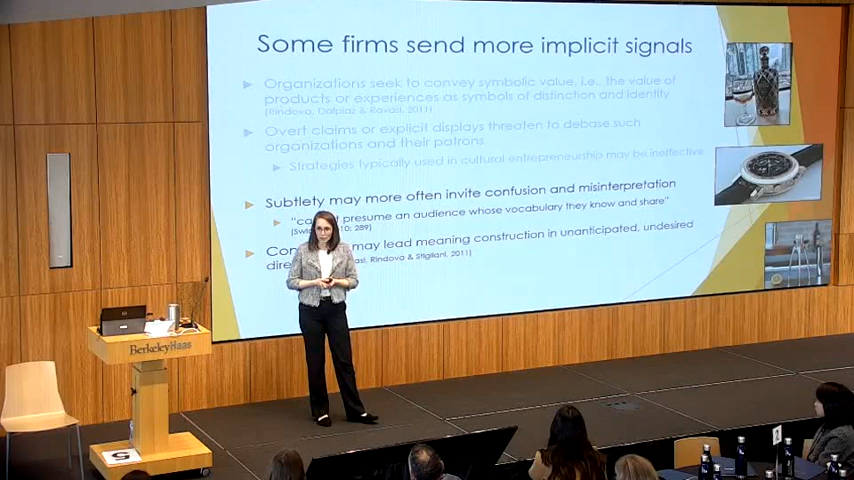 Some firms send more implicit signals
Organizations seek to convey symbolic value, i.e., the value of
products or experiences as symbols of distinction and identity
(Rindova, Dalpiaz & Ravasi, 2011)
Overt claims or explicit displays threaten to debase such
organizations and their patrons
Strategies typically used in cultural entrepreneurship may be ineffective
Subtlety may more often invite confusion and misinterpretation
presume an audience whose vocabulary they know and share"
289)
may lead meaning construction in unanticipated, undesired
Rindova & Stigliani, 2011)
BerkeleyHaas
5
2